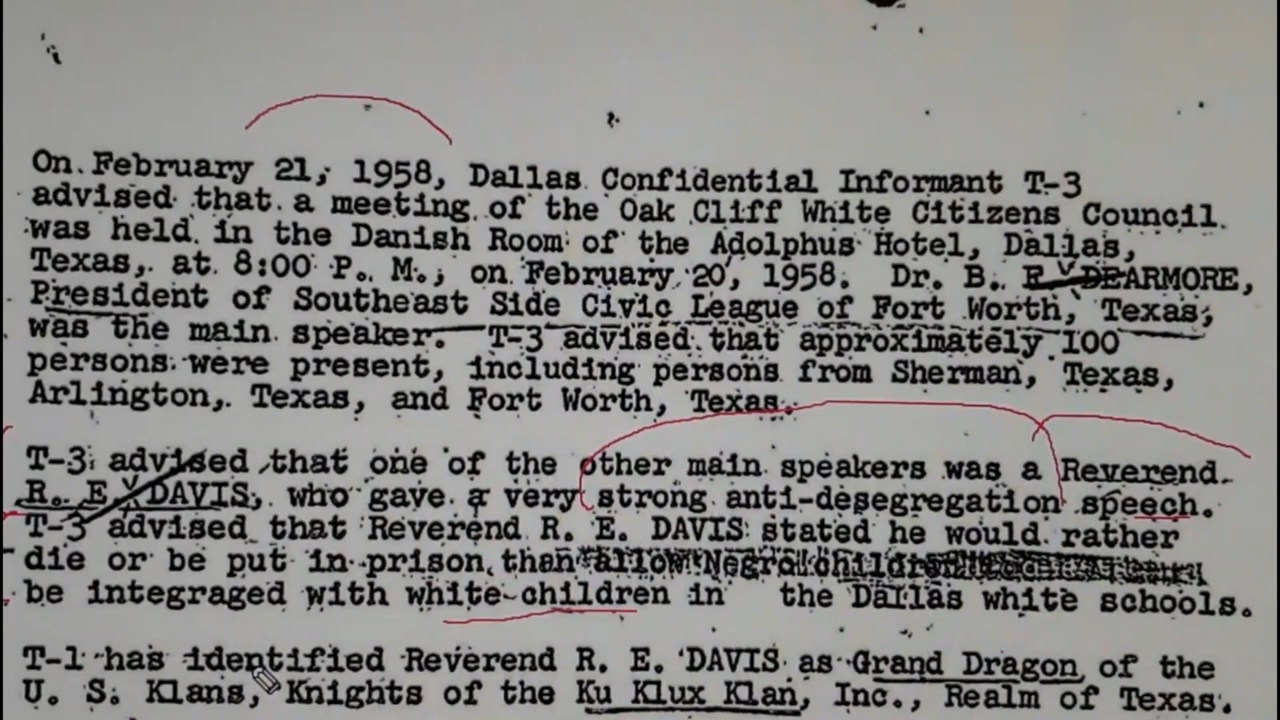 On February 21, 1958, Dallas Confidential Informant T-3
advised that a meeting of the Oak Cliff White Citizens Council
was held in the Danish Room of the Adolphus Hotel, Dallas,
Texas, at 8:00 P. M., on February 20, 1958. Dr. B. E. DEARMORE,
President of Southeast Side Civic League of Fort Worth, Texas,
was the main speaker. T-3 advised that approximately 100
persons were present, including persons from Sherman, Texas,
Arlington, Texas, and Fort Worth, Texas.
T-3 advised that one of the other main speakers was a Reverend
R. E. DAVIS, who gave a very strong anti-desegregation speech.
T-3 advised that Reverend R. E. DAVIS stated he would rather
die or be put in prison than allow Negro children
be integraged with white children in the Dallas white schools.
T-1 has identified Reverend R. E. DAVIS as Grand Dragon of the
U. S. Klans, Knights of the Ku Klux Klan, Inc., Realm of Texas.